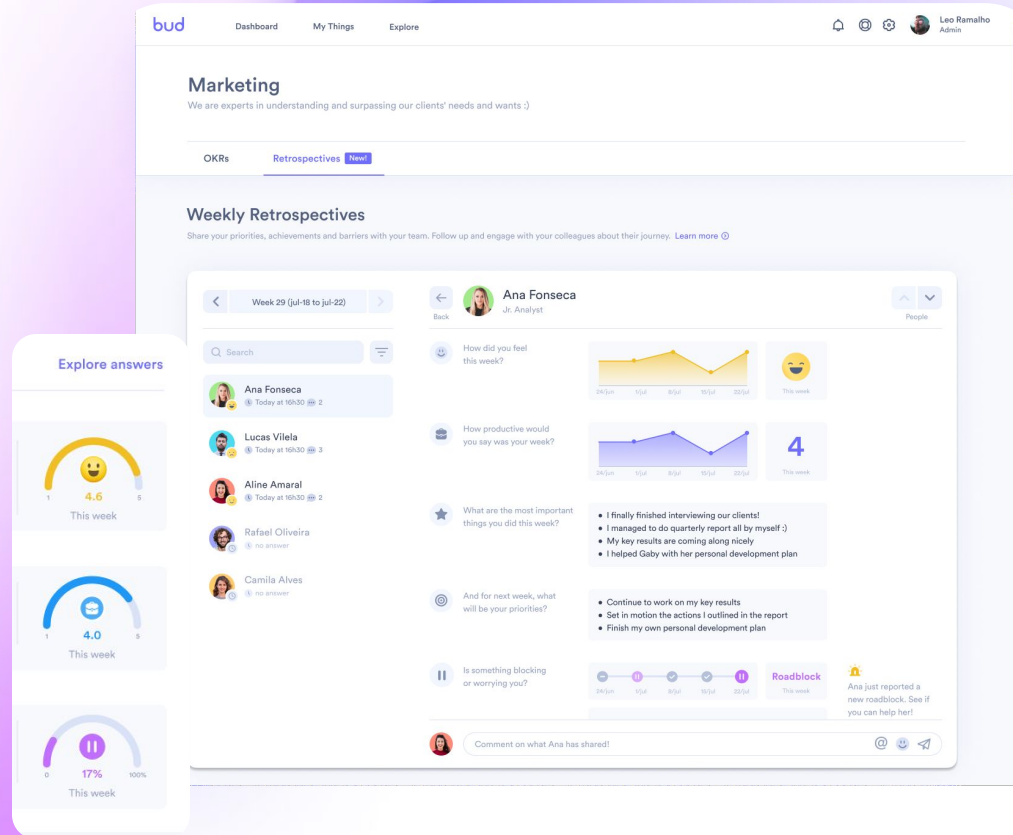 bud
Dashboard
My Things
Explore
Leo Ramalho
Admin
Marketing
We are experts in understanding and surpassing our clients' needs and wants :)
OKRs
Retrospectives New!
Weekly Retrospectives
Share your priorities, achievements and barriers with your team. Follow up and engage with your colleagues about their journey. Learn more
Explore answers
1
4.6
5
This week
1
4.0
5
This week
0
17%
100%
This week
Week 29 (jul-18 to jul-22)
Search
Ana Fonseca
Today at 16h30 2
Lucas Vilela
Today at 16h30 3
Aline Amaral
Today at 16h30 2
Rafael Oliveira
no answer
Camila Alves
no answer
Back
Ana Fonseca
Jr. Analyst
People
How did you feel
this week?
24/jun 1/jul 8/jul 15/jul 22/jul
This week
How productive would
you say was your week?
24/jun 1/jul 8/jul 15/jul 22/jul
4
This week
What are the most important
things you did this week?
• I finally finished interviewing our clients!
• I managed to do quarterly report all by myself :)
• My key results are coming along nicely
• I helped Gaby with her personal development plan
And for next week, what
will be your priorities?
• Continue to work on my key results
• Set in motion the actions I outlined in the report
• Finish my own personal development plan
Is something blocking
or worrying you?
24/jun 1/jul 8/jul 15/jul 22/jul
Roadblock
This week
Ana just reported a
new roadblock. See if
you can help her!
Comment on what Ana has shared!
@